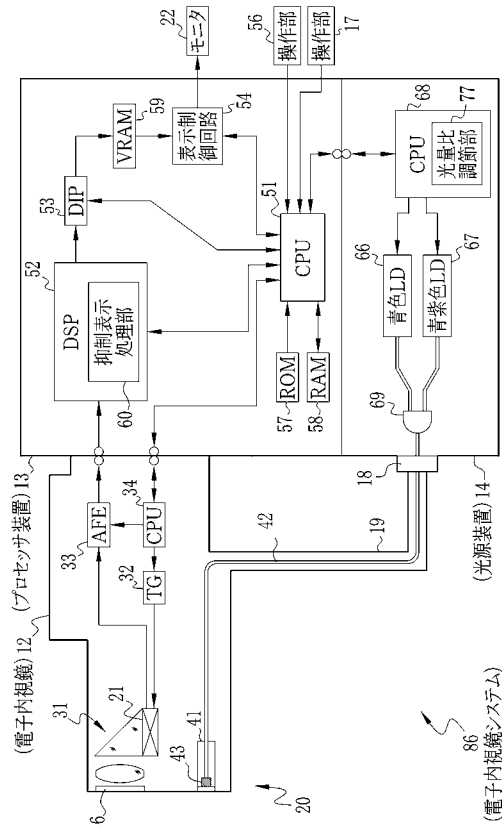 (電子内視鏡) 12
(プロセッサ装置) 13
31
21
6
33
AFE
34
CPU
32
TG
43
41
20
42
19
18
52
DSP
抑制表示
処理部
60
53
DIP
VRAM
59
表示制
御回路
54
22
モニタ
56
操作部
操作部
17
51
CPU
57
ROM
RAM
58
68
CPU
77
光量比
調節部
66
青色LD
青紫色LD
67
69
(光源装置) 14
86
(電子内視鏡システム)